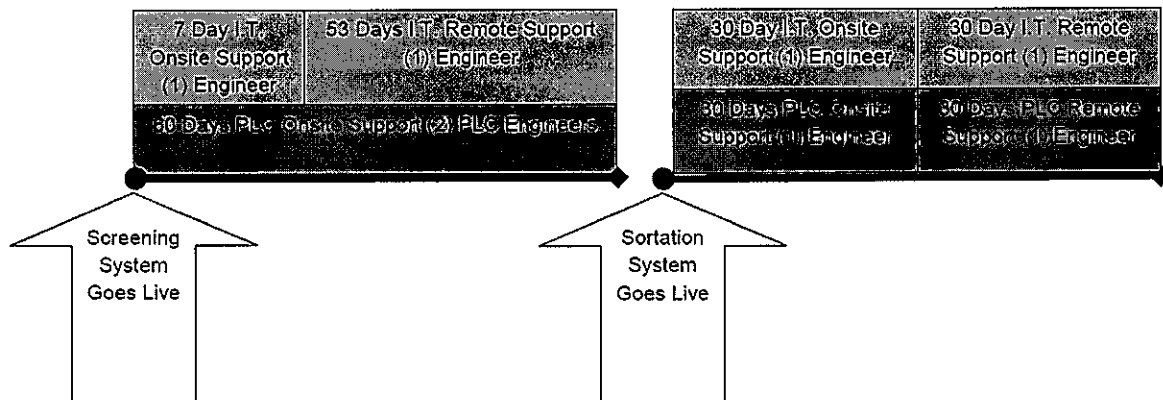 7 Day I.T.
Onsite Support
(1) Engineer
53 Days I.T. Remote Support
(1) Engineer
60 Days PLC Onsite Support (2) PLC Engineers
30 Day I.T. Onsite
Support (1) Engineer
30 Day I.T. Remote
Support (1) Engineer
30 Days PLC Onsite
Support (1) Engineer
30 Days PLC Remote
Support (1) Engineer
Screening
System
Goes Live
Sortation
System
Goes Live